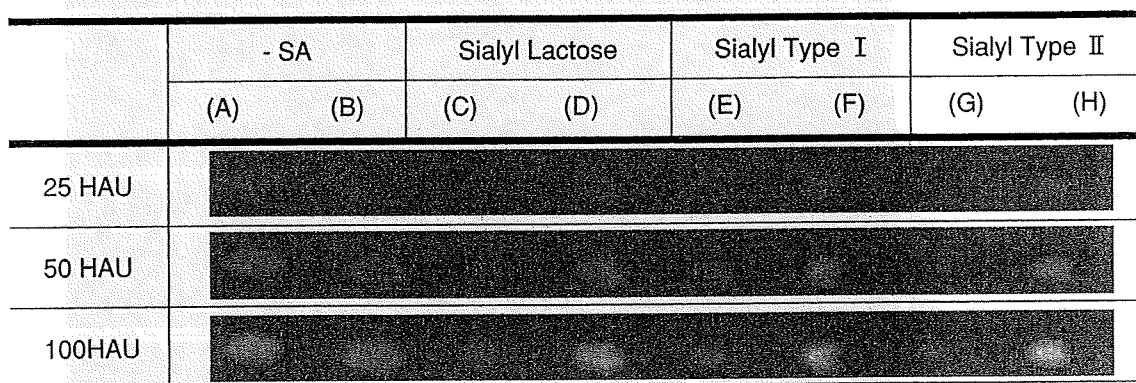 - SA Sialyl Lactose Sialyl Type Ⅰ Sialyl Type Ⅱ
(A) (B) (C) (D) (E) (F) (G) (H)
25 HAU
50 HAU
100HAU